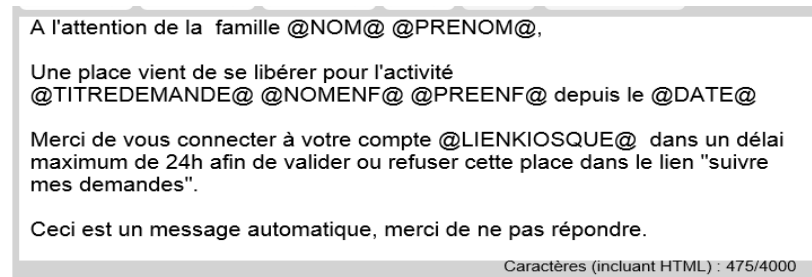 A l'attention de la  famille @NOM@ @PRENOM@,
Une place vient de se libérer pour l'activité
@TITREDEMANDE@ @NOMENF@ @PREENF@ depuis le @DATE@
Merci de vous connecter à votre compte @LIENKIOSQUE@  dans un délai
maximum de 24h afin de valider ou refuser cette place dans le lien "suivre
mes demandes".
Ceci est un message automatique, merci de ne pas répondre.
Caractères (incluant HTML) : 475/4000